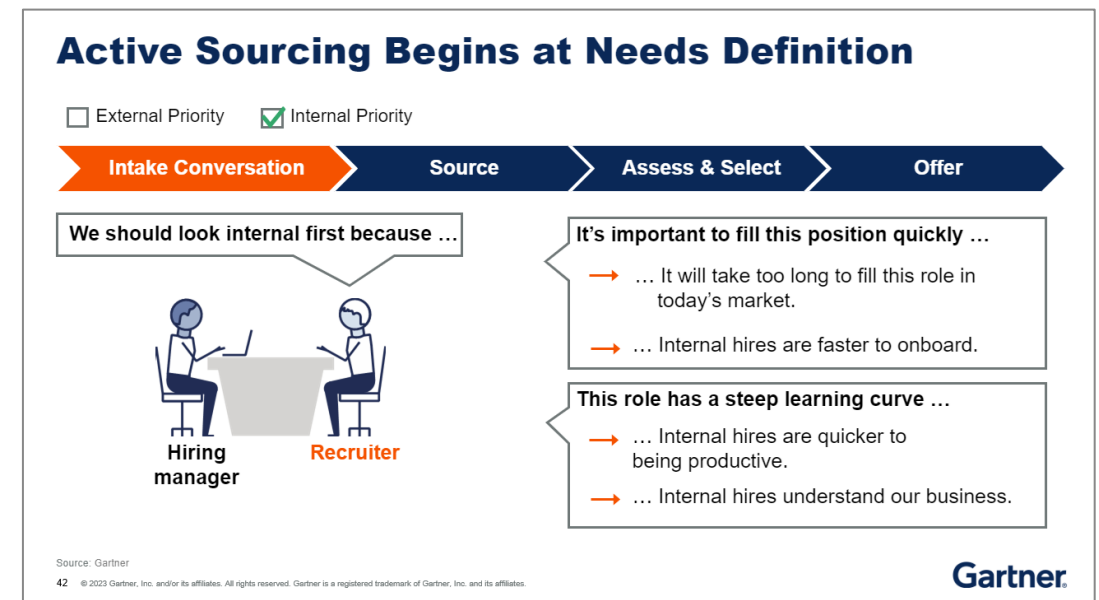 Active Sourcing Begins at Needs Definition
External Priority
Internal Priority
Intake Conversation
Source
Assess & Select
Offer
We should look internal first because …
Hiring
manager
Recruiter
It’s important to fill this position quickly …
… It will take too long to fill this role in
today’s market.
… Internal hires are faster to onboard.
This role has a steep learning curve …
… Internal hires are quicker to
being productive.
… Internal hires understand our business.
Source: Gartner
42 © 2023 Gartner, Inc. and/or its affiliates. All rights reserved. Gartner is a registered trademark of Gartner, Inc. and its affiliates.
Gartner®